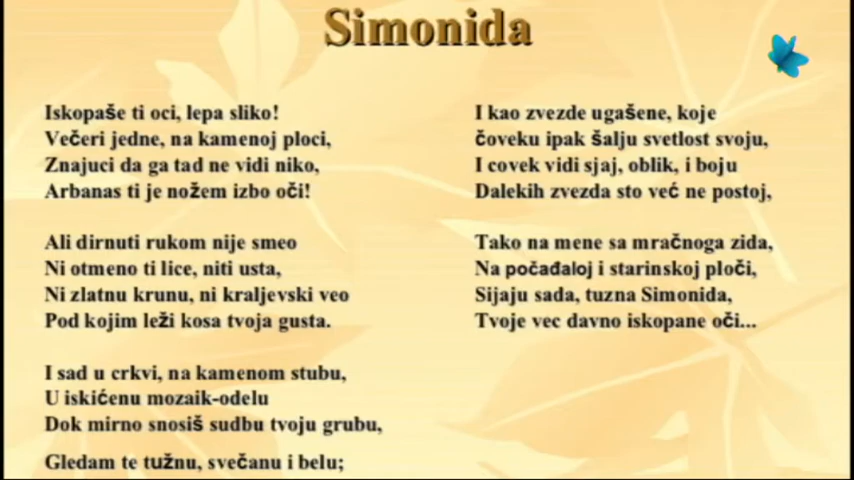 Simonida
Iskopaše ti oci, lepa sliko!
Večeri jedne, na kamenoj ploci,
Znajuci da ga tad ne vidi niko,
Arbanas ti je nožem izbo oči!
Ali dirnuti rukom nije smeo
Ni otmeno ti lice, niti usta,
Ni zlatnu krunu, ni kraljevski veo
Pod kojim leži kosa tvoja gusta.
I sad u crkvi, na kamenom stubu,
U iskićenu mozaik-odelu
Dok mirno snosiš sudbu tvoju grubu,
Gledam te tužnu, svečanu i belu;
I kao zvezde ugašene, koje
čoveku ipak šalju svetlost svoju,
I covek vidi sjaj, oblik, i boju
Dalekih zvezda sto već ne postoj,
Tako na mene sa mračnoga zida,
Na počađaloj i starinskoj ploči,
Sijaju sada, tuzna Simonida,
Tvoje vec davno iskopane oči...